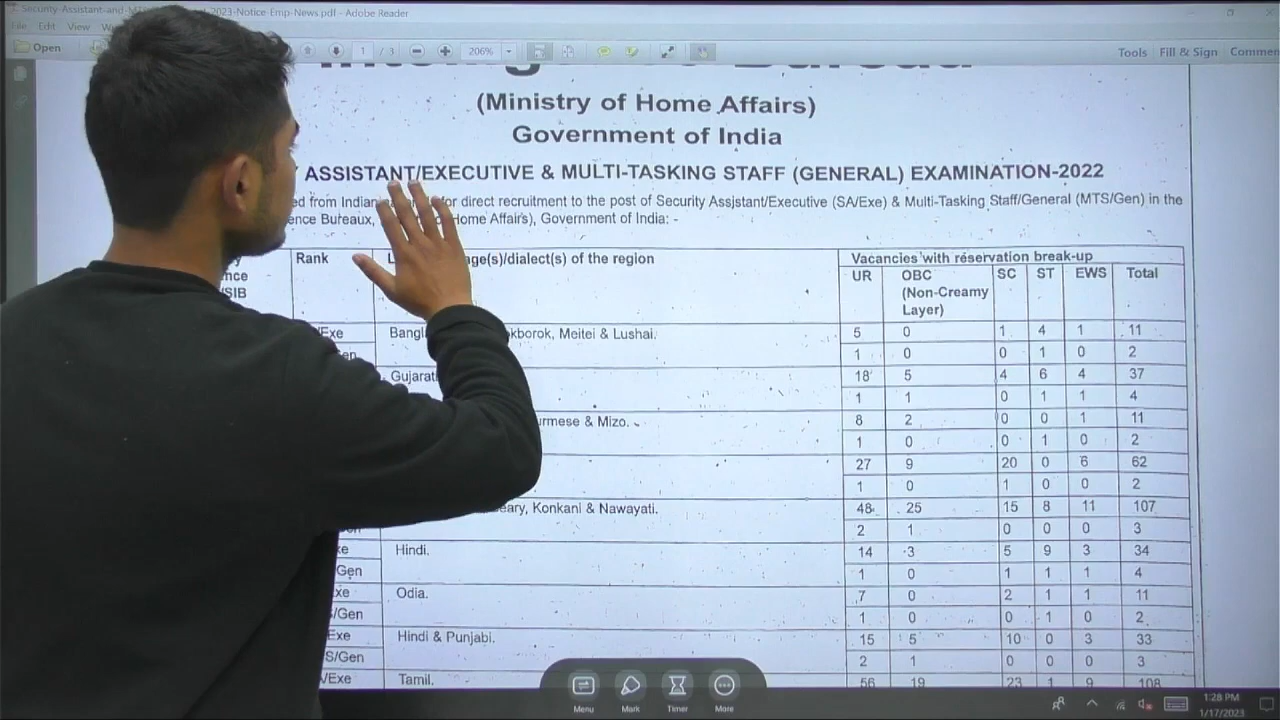 Security-Assistant-and-
2023-Notice-Emp-News.pdf - Adobe Reader
File Edit View
Open 1 / 3 206% Tools Fill & Sign Commen
(Ministry of Home Affairs)
Government of India
ASSISTANT/EXECUTIVE & MULTI-TASKING STAFF (GENERAL) EXAMINATION-2022
from Indian for direct recruitment to the post of Security Assistant/Executive (SA/Exe) & Multi-Tasking Staff/General (MTS/Gen) in the
Bureaux, Home Affairs), Government of India: -
Rank ge(s)/dialect(s) of the region Vacancies with reservation break-up
/SIB UR OBC (Non-Creamy Layer) SC ST EWS Total
/Exe kborok, Meitei & Lushai. 5 0 1 4 1 11
1 0 0 1 0 2
Gujarat 18 5 4 6 4 37
1 1 0 1 1 4
& Mizo. 8 2 0 0 1 11
1 0 0 1 0 2
27 9 20 0 6 62
1 0 1 0 0 2
Konkani & Nawayati. 48 25 15 8 11 107
2 1 0 0 0 3
xe Hindi. 14 3 5 9 3 34
Gen 1 0 1 1 1 4
xe Odia. 7 0 2 1 1 11
/Gen 1 0 0 1 0 2
Exe Hindi & Punjabi. 15 5 10 0 3 33
S/Gen 2 1 0 0 0 3
/Exe Tamil. 56 19 23 1 9 108
Menu Mark Timer More
1:28 PM
1/17/2023